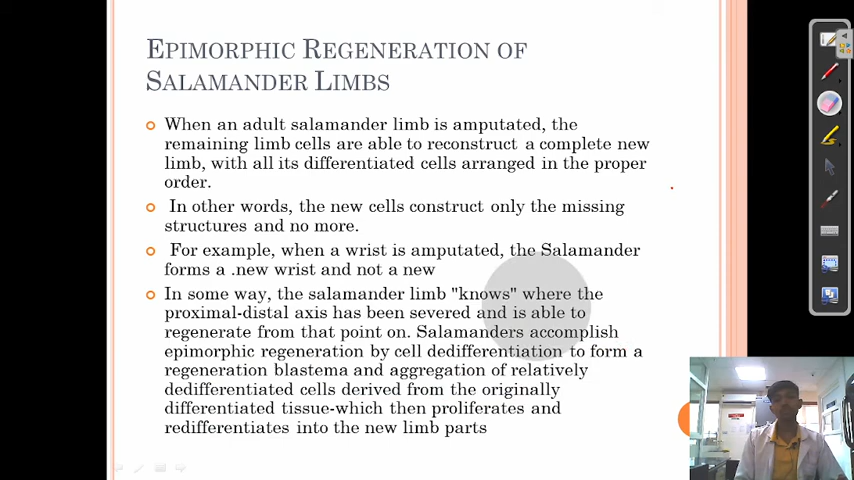 EPIMORPHIC REGENERATION OF
SALAMANDER LIMBS
When an adult salamander limb is amputated, the
remaining limb cells are able to reconstruct a complete new
limb, with all its differentiated cells arranged in the proper
order.
In other words, the new cells construct only the missing
structures and no more.
For example, when a wrist is amputated, the Salamander
forms a .new wrist and not a new
In some way, the salamander limb "knows" where the
proximal-distal axis has been severed and is able to
regenerate from that point on. Salamanders accomplish
epimorphic regeneration by cell dedifferentiation to form a
regeneration blastema and aggregation of relatively
dedifferentiated cells derived from the originally
differentiated tissue-which then proliferates and
redifferentiates into the new limb parts